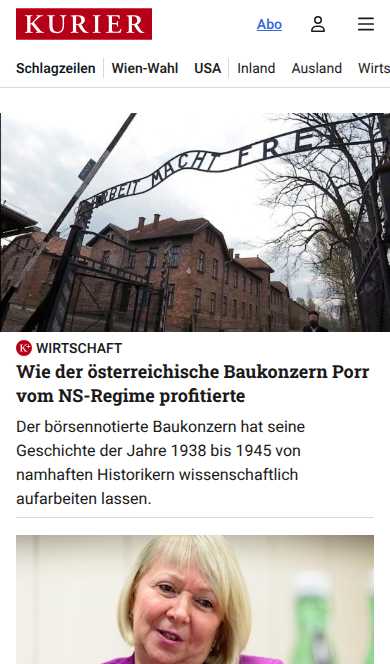 KURIER
Abo
Schlagzeilen Wien-Wahl USA Inland Ausland Wirts
ARBEIT MACHT FREI
K+ WIRTSCHAFT
Wie der österreichische Baukonzern Porr
vom NS-Regime profitierte
Der börsennotierte Baukonzern hat seine
Geschichte der Jahre 1938 bis 1945 von
namhaften Historikern wissenschaftlich
aufarbeiten lassen.